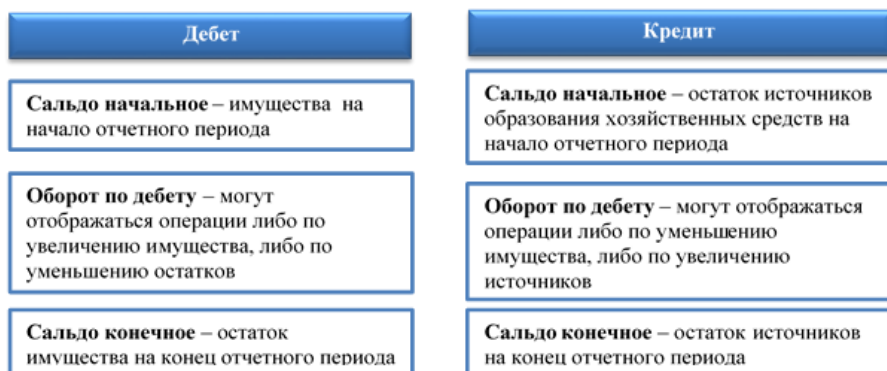 Дебет
Сальдо начальное – имущества на
начало отчетного периода
Оборот по дебету – могут
отображаться операции либо по
увеличению имущества, либо по
уменьшению остатков
Сальдо конечное – остаток
имущества на конец отчетного периода
Кредит
Сальдо начальное – остаток источников
образования хозяйственных средств на
начало отчетного периода
Оборот по дебету – могут отображаться
операции либо по уменьшению
имущества, либо по увеличению
источников
Сальдо конечное – остаток источников
на конец отчетного периода